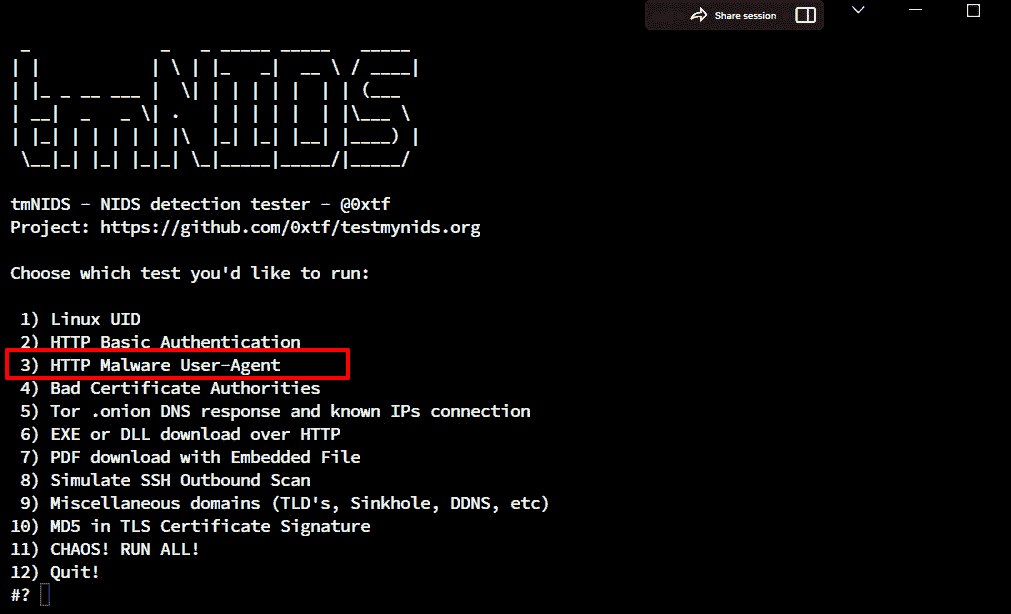 Share session
tmNIDS
tmNIDS - NIDS detection tester - @0xtf
Project: https://github.com/0xtf/testmynids.org
Choose which test you'd like to run:
1) Linux UID
2) HTTP Basic Authentication
3) HTTP Malware User-Agent
4) Bad Certificate Authorities
5) Tor .onion DNS response and known IPs connection
6) EXE or DLL download over HTTP
7) PDF download with Embedded File
8) Simulate SSH Outbound Scan
9) Miscellaneous domains (TLD's, Sinkhole, DDNS, etc)
10) MD5 in TLS Certificate Signature
11) CHAOS! RUN ALL!
12) Quit!
#?